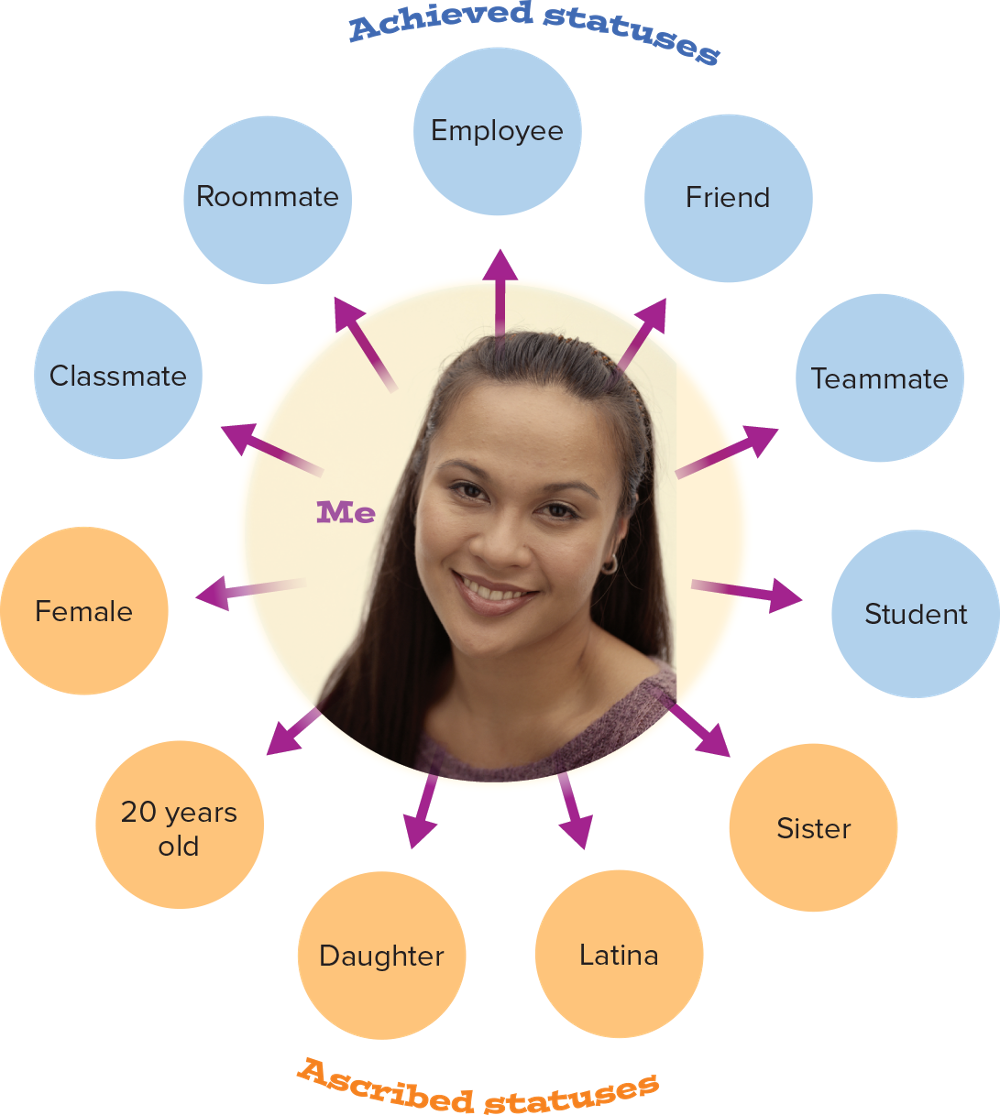 Achieved statuses
Employee
Roommate
Friend
Classmate
Teammate
Me
Female
Student
20 years
old
Sister
Daughter
Latina
Ascribed statuses